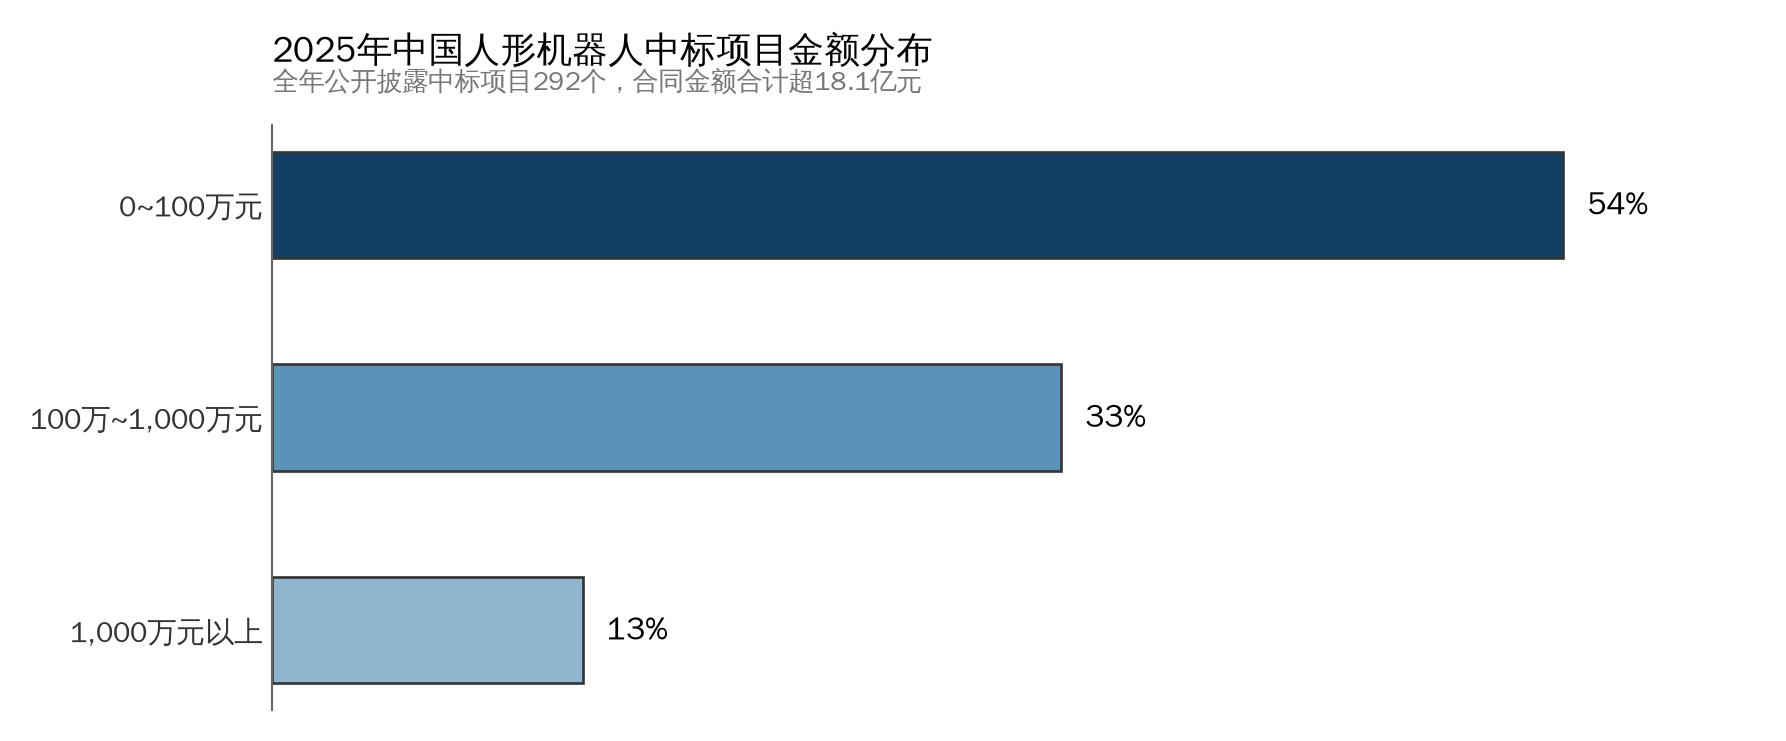 2025年中国人形机器人中标项目金额分布
全年公开披露中标项目292个，合同金额合计超18.1亿元
0~100万元
54%
100万~1,000万元
33%
1,000万元以上
13%